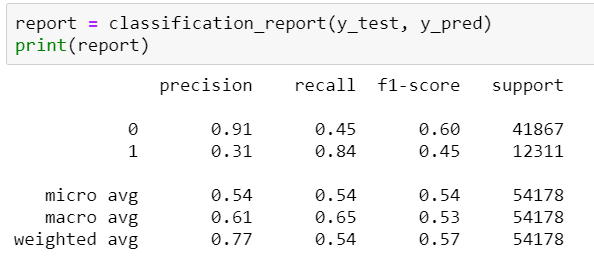 report = classification_report(y_test, y_pred)
print(report)
precision recall f1-score support
0 0.91 0.45 0.60 41867
1 0.31 0.84 0.45 12311
micro avg 0.54 0.54 0.54 54178
macro avg 0.61 0.65 0.53 54178
weighted avg 0.77 0.54 0.57 54178